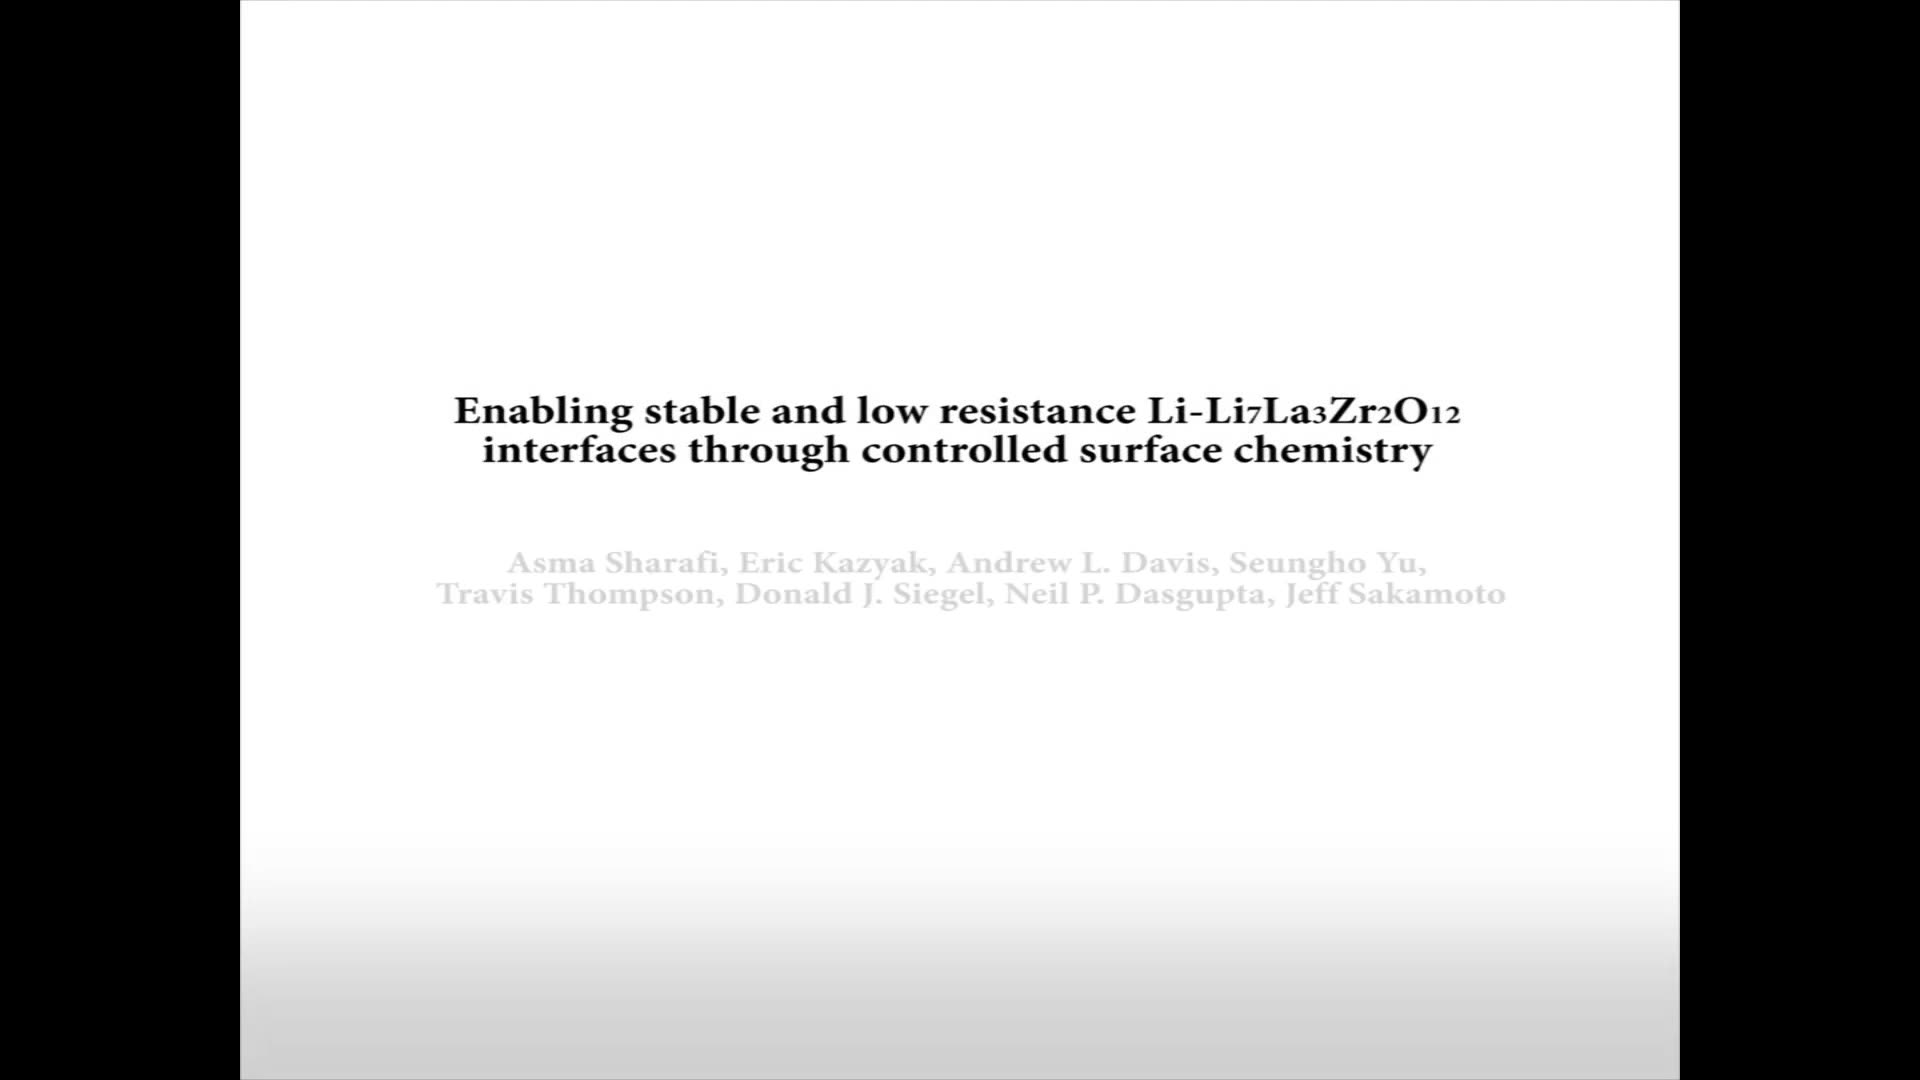 Enabling stable and low resistance Li-Li7La3Zr2O12
interfaces through controlled surface chemistry
Asma Sharafi, Eric Kazyak, Andrew L. Davis, Seungho Yu,
Travis Thompson, Donald J. Siegel, Neil P. Dasgupta, Jeff Sakamoto